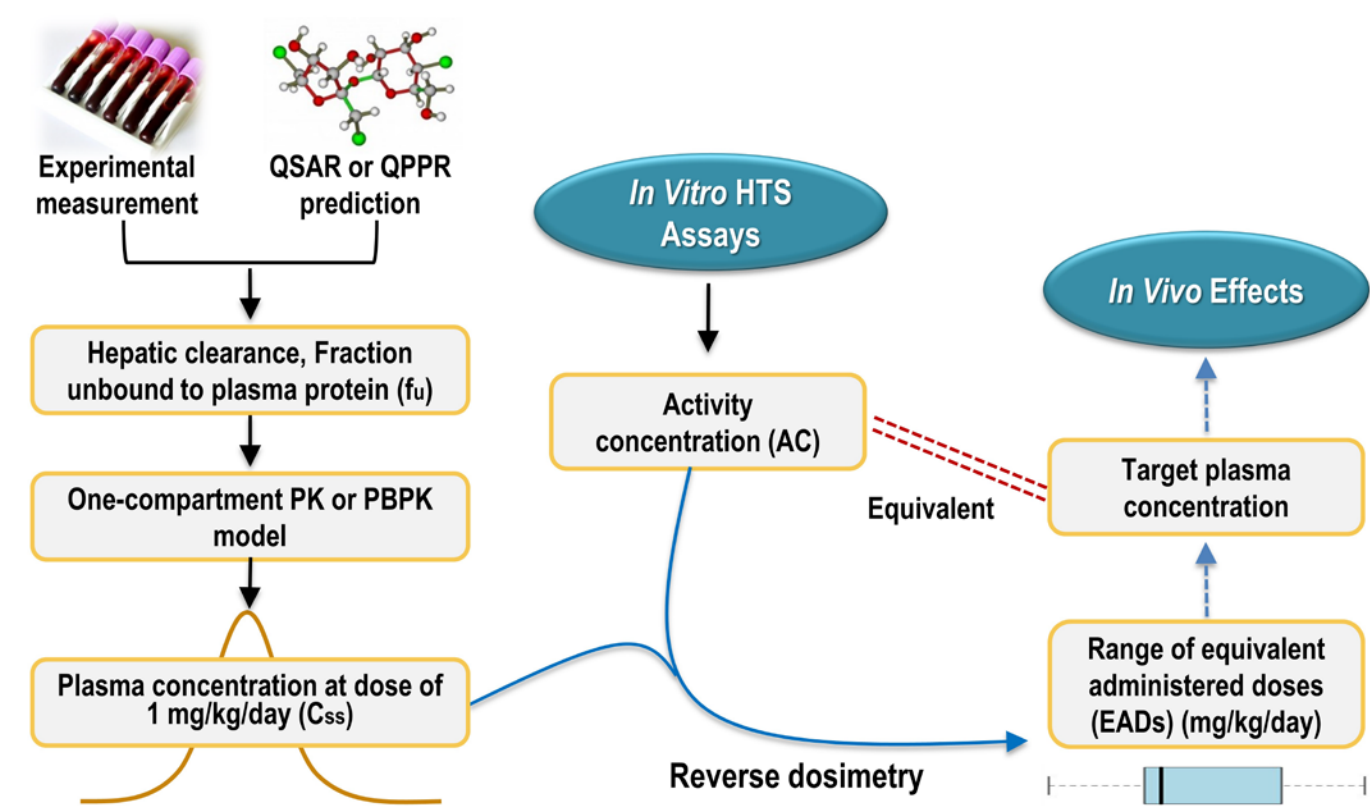 Experimental
measurement
QSAR or QPPR
prediction
Hepatic clearance, Fraction
unbound to plasma protein (fu)
One-compartment PK or PBPK
model
Plasma concentration at dose of
1 mg/kg/day (Css)
In Vitro HTS
Assays
Activity
concentration (AC)
Equivalent
Reverse dosimetry
In Vivo Effects
Target plasma
concentration
Range of equivalent
administered doses
(EADs) (mg/kg/day)